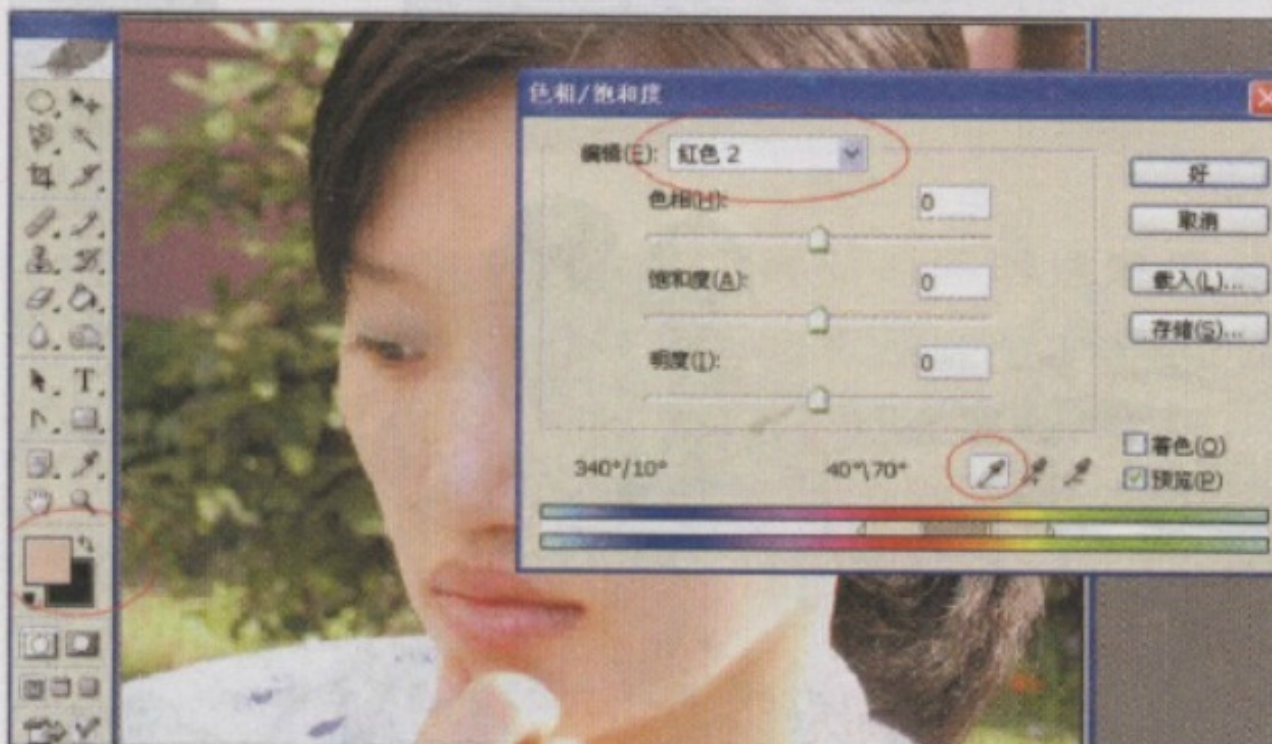 色相/饱和度
编辑(E): 紅色 2
色相(H): 0
饱和度(A): 0
明度(I): 0
好
取消
载入(L)...
存储(S)...
340°/10°
40°\70°
着色(O)
预览(P)